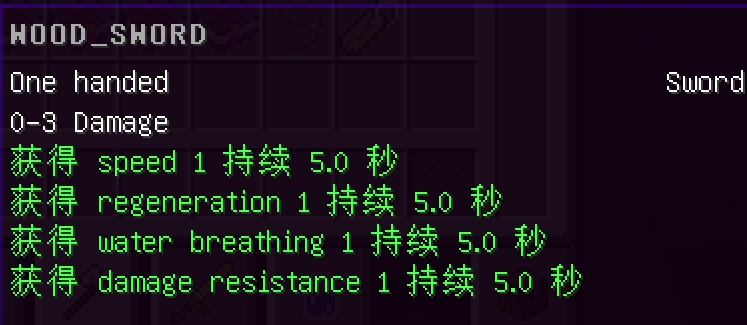 WOOD_SWORD
One handed Sword
0-3 Damage
获得 speed 1 持续 5.0 秒
获得 regeneration 1 持续 5.0 秒
获得 water breathing 1 持续 5.0 秒
获得 damage resistance 1 持续 5.0 秒